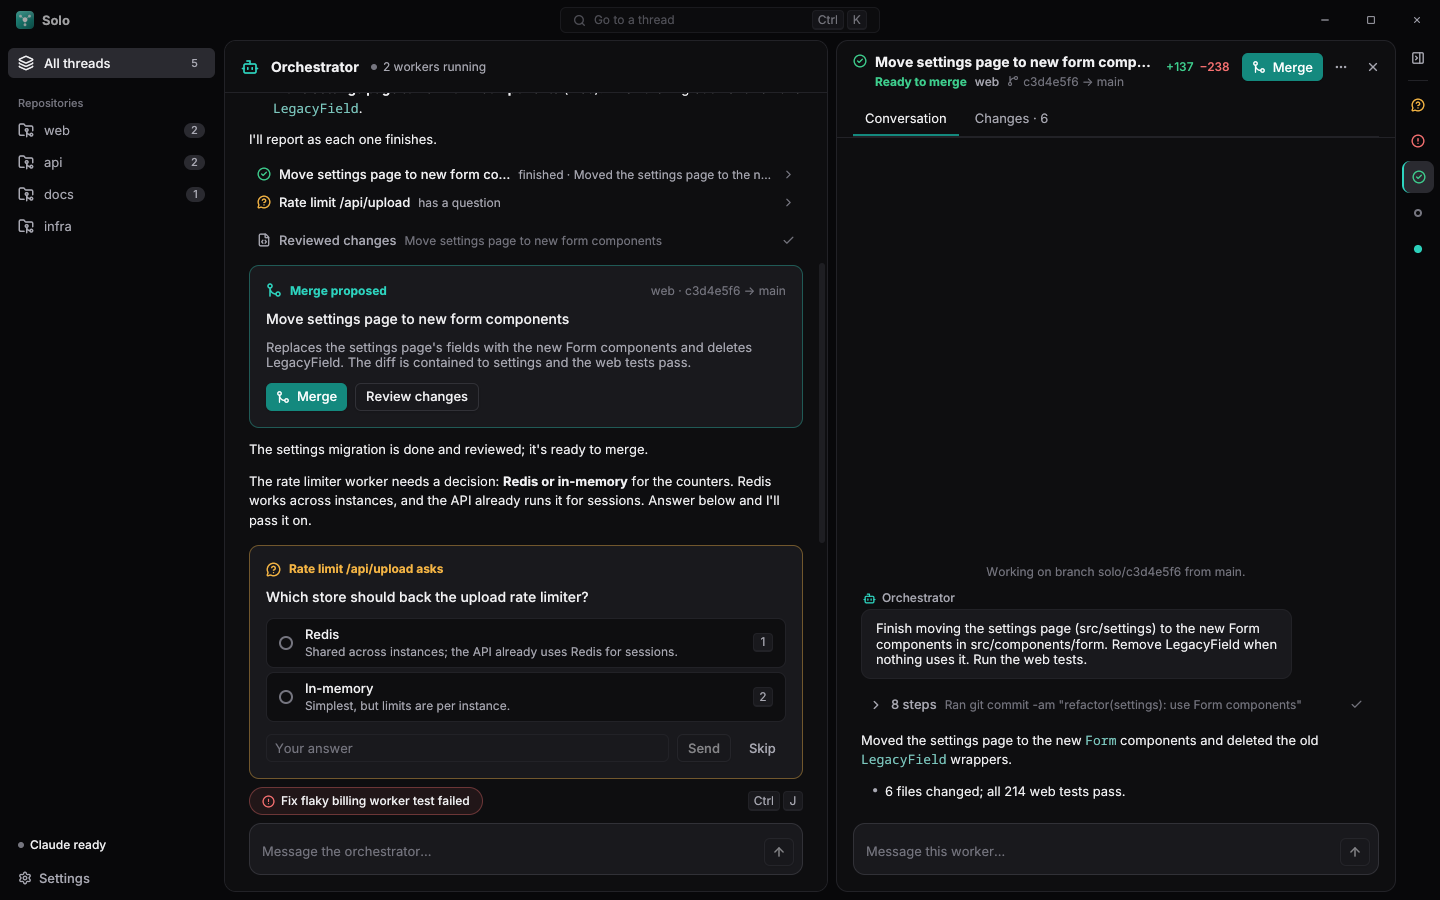 Solo
Go to a thread
Ctrl K
All threads 5
Repositories
web 2
api 2
docs 1
infra
Claude ready
Settings
Orchestrator
2 workers running
LegacyField.
I'll report as each one finishes.
Move settings page to new form co... finished · Moved the settings page to the n...
Rate limit /api/upload has a question
Reviewed changes Move settings page to new form components
Merge proposed
web · c3d4e5f6 → main
Move settings page to new form components
Replaces the settings page's fields with the new Form components and deletes
LegacyField. The diff is contained to settings and the web tests pass.
Merge
Review changes
The settings migration is done and reviewed; it's ready to merge.
The rate limiter worker needs a decision: Redis or in-memory for the counters. Redis
works across instances, and the API already runs it for sessions. Answer below and I'll
pass it on.
Rate limit /api/upload asks
Which store should back the upload rate limiter?
Redis
Shared across instances; the API already uses Redis for sessions.
1
In-memory
Simplest, but limits are per instance.
2
Your answer
Send
Skip
Fix flaky billing worker test failed
Ctrl J
Message the orchestrator...
Move settings page to new form comp...
+137 −238
Merge
Ready to merge web c3d4e5f6 → main
Conversation
Changes · 6
Working on branch solo/c3d4e5f6 from main.
Orchestrator
Finish moving the settings page (src/settings) to the new Form
components in src/components/form. Remove LegacyField when
nothing uses it. Run the web tests.
8 steps Ran git commit -am "refactor(settings): use Form components"
Moved the settings page to the new Form components and deleted the old
LegacyField wrappers.
• 6 files changed; all 214 web tests pass.
Message this worker...